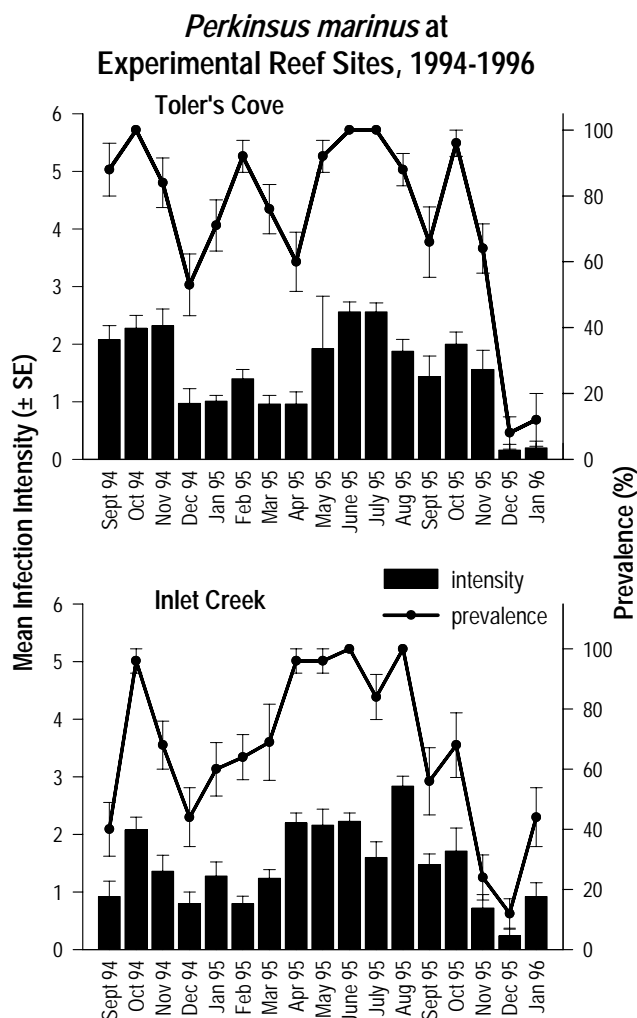 Perkinsus marinus at
Experimental Reef Sites, 1994-1996
Toler's Cove
6
5
4
3
2
1
0
100
80
60
40
20
0
Sept 94
Oct 94
Nov 94
Dec 94
Jan 95
Feb 95
Mar 95
Apr 95
May 95
June 95
July 95
Aug 95
Sept 95
Oct 95
Nov 95
Dec 95
Jan 96
Mean Infection Intensity (± SE)
Prevalence (%)
intensity
prevalence
Inlet Creek
6
5
4
3
2
1
0
100
80
60
40
20
0
Sept 94
Oct 94
Nov 94
Dec 94
Jan 95
Feb 95
Mar 95
Apr 95
May 95
June 95
July 95
Aug 95
Sept 95
Oct 95
Nov 95
Dec 95
Jan 96